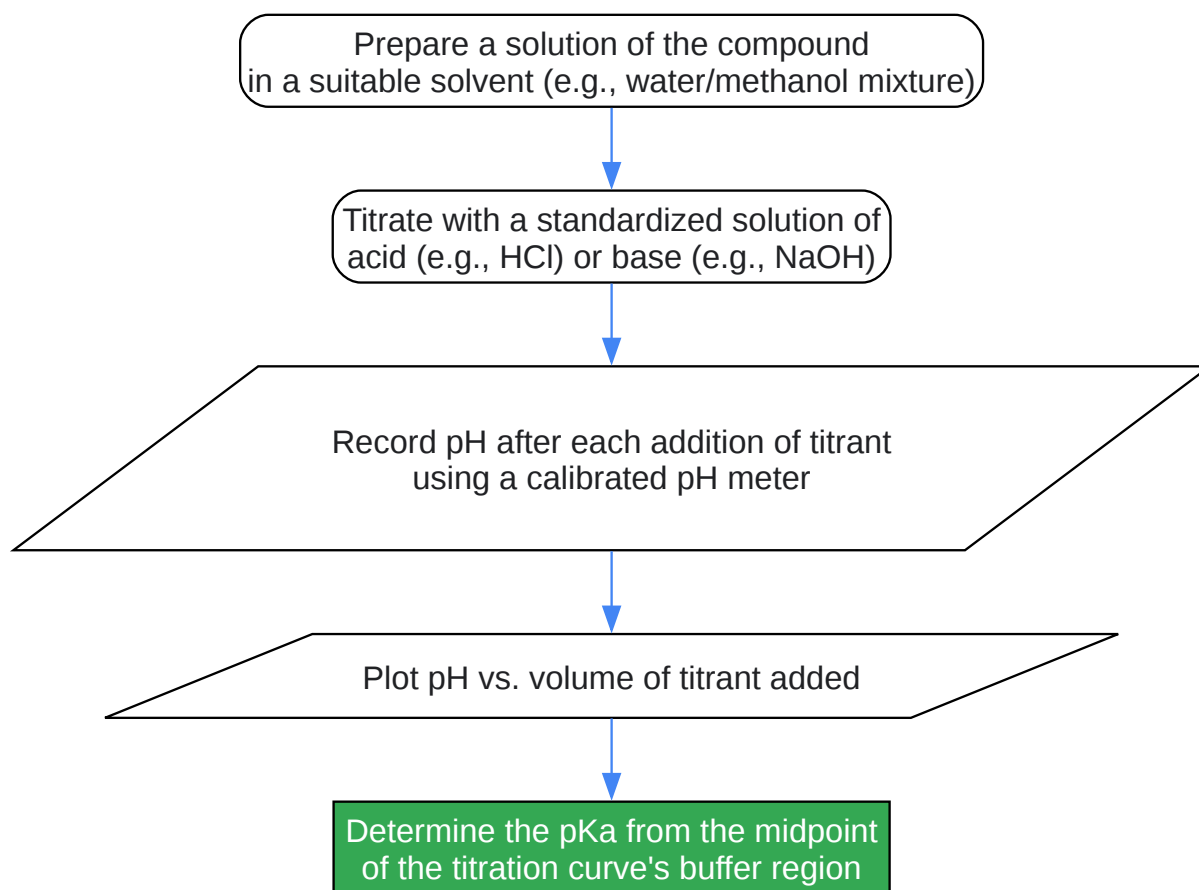 Prepare a solution of the compound
in a suitable solvent (e.g., water/methanol mixture)
Titrate with a standardized solution of
acid (e.g., HCl) or base (e.g., NaOH)
Record pH after each addition of titrant
using a calibrated pH meter
Plot pH vs. volume of titrant added
Determine the pKa from the midpoint
of the titration curve's buffer region